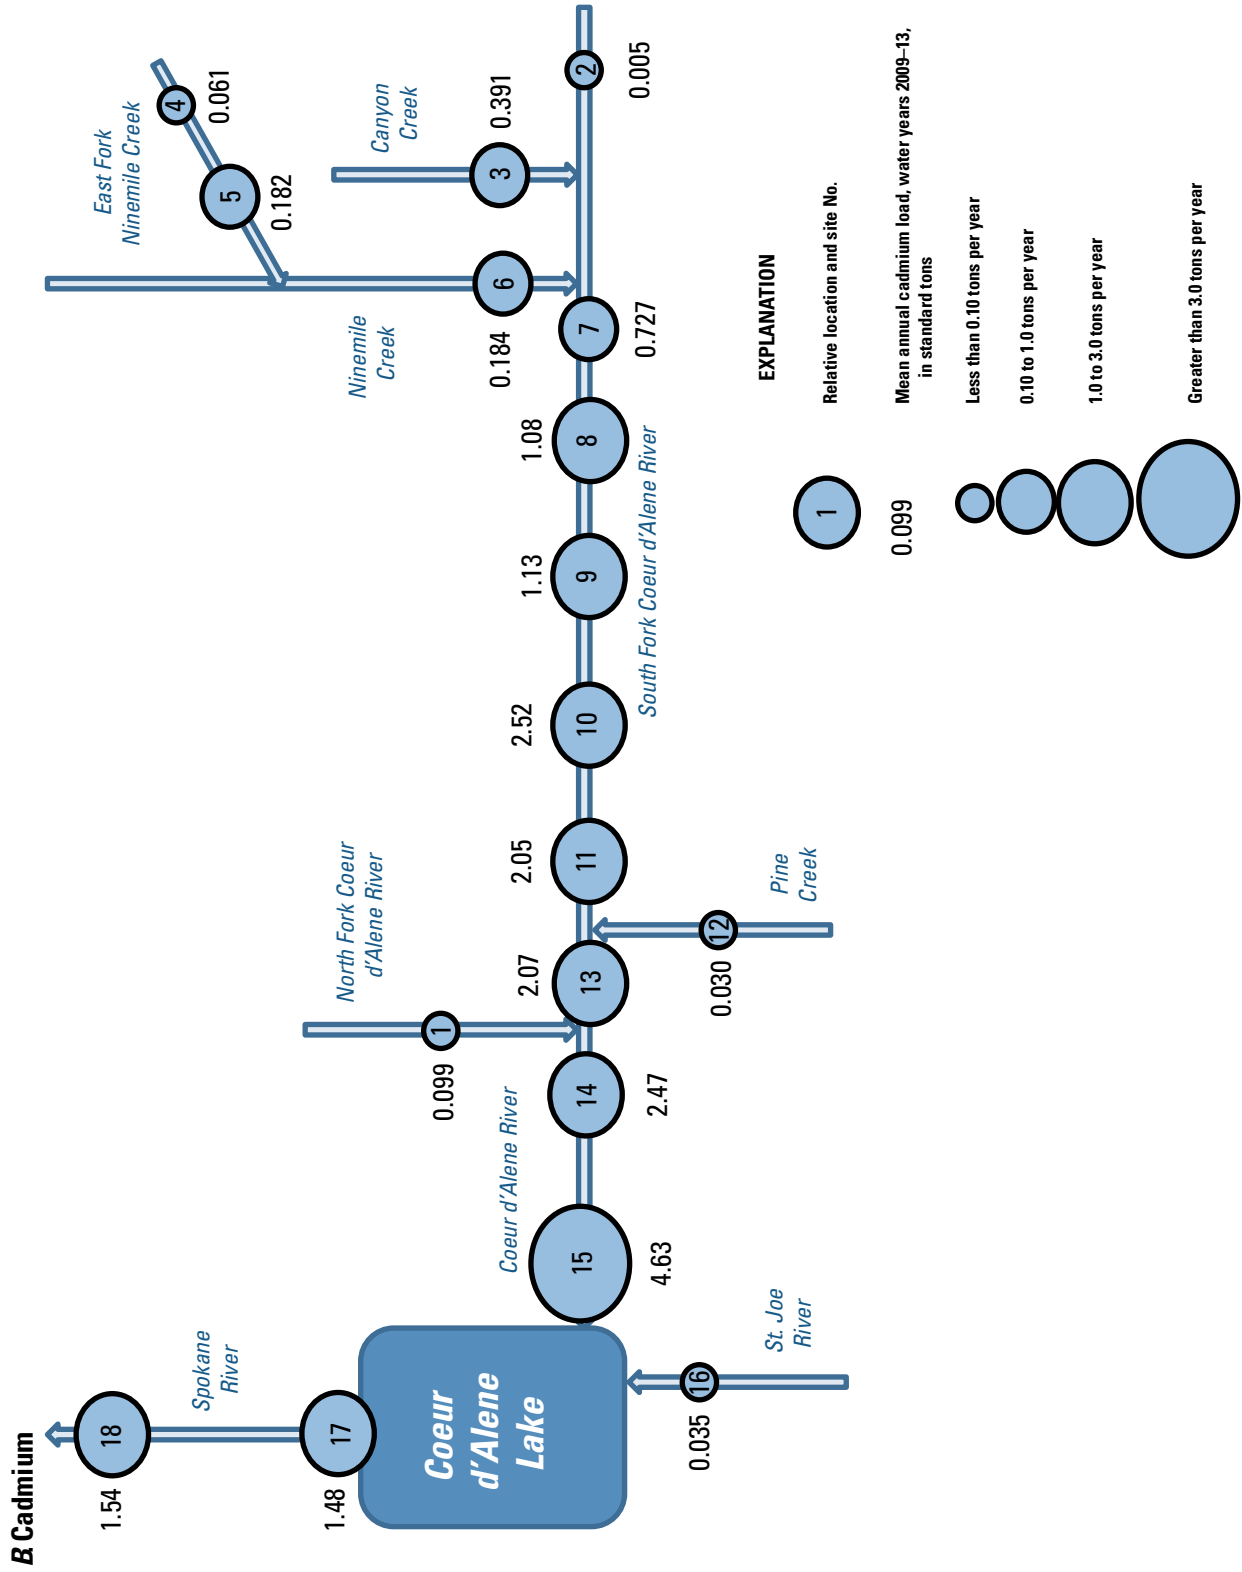 B. Cadmium
1.54
18
Spokane
River
1.48
17
Coeur
d'Alene
Lake
0.035
16
St. Joe
River
15
4.63
Coeur d'Alene River
14
2.47
0.099
1
North Fork Coeur
d'Alene River
2.07
13
0.030
12
Pine
Creek
2.05
11
2.52
10
1.13
9
South Fork Coeur d'Alene River
1.08
8
7
0.727
0.184
6
Ninemile
Creek
5
0.182
East Fork
Ninemile Creek
4
0.061
3
0.391
Canyon
Creek
2
0.005
EXPLANATION
1
Relative location and site No.
0.099
Mean annual cadmium load, water years 2009–13,
in standard tons
Less than 0.10 tons per year
0.10 to 1.0 tons per year
1.0 to 3.0 tons per year
Greater than 3.0 tons per year